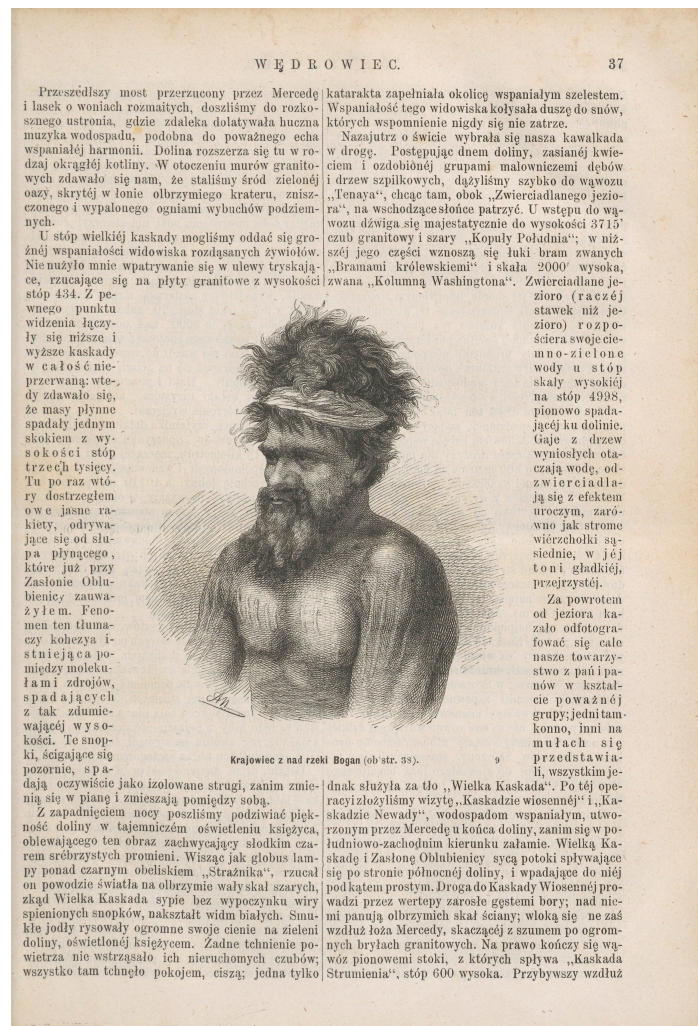 WĘDROWIEC.
37
Przeszedłszy most przerzucony przez Mercedę
i lasek o woniach rozmaitych, doszliśmy do rozko-
sznego ustronia, gdzie zdaleka dolatywała huczna
muzyka wodospadu, podobna do poważnego echa
wspaniałéj harmonii. Dolina rozszerza się tu w ro-
dzaj okrągłéj kotliny. W otoczeniu murów granito-
wych zdawało się nam, że staliśmy śród zielonéj
oazy, skrytéj w łonie olbrzymiego krateru, znisz-
czonego i wypalonego ogniami wybuchów podziem-
nych.
U stóp wielkiéj kaskady mogliśmy oddać się gro-
źnéj wspaniałości widowiska rozdąsanych żywiołów.
Nie nużyło mnie wpatrywanie się w ulewy tryskają-
ce, rzucające się na płyty granitowe z wysokości
stóp 434. Z pe-
wnego punktu
widzenia łączy-
ły się niższe i
wyższe kaskady
w całość nie-
przerwaną: wte-
dy zdawało się,
że masy płynne
spadały jednym
skokiem z wy-
sokości stóp
trzech tysięcy.
Tu po raz wtó-
ry dostrzegłem
owe jasne ra-
kiety, odrywa-
jące się od słu-
pa płynącego,
które już przy
Zasłonie Oblu-
bienicy zauwa-
żyłem. Feno-
men ten tłuma-
czy kohezya i-
stniejąca po-
między moleku-
łami zdrojów,
spadających
z tak zdumie-
wającéj wyso-
kości. Te snop-
ki, ścigające się
pozornie, spa-
dają oczywiście jako izolowane strugi, zanim zmie-
nią się w pianę i zmieszają pomiędzy sobą.
Z zapadnięciem nocy poszliśmy podziwiać pięk-
ność doliny w tajemniczém oświetleniu księżyca,
oblewającego ten obraz zachwycający słodkim cza-
rem srébrzystych promieni. Wisząc jak globus lam-
py ponad czarnym obeliskiem „Strażnika“, rzucał
on powodzie światła na olbrzymie wały skał szarych,
zkąd Wielka Kaskada sypie bez wypoczynku wiry
spienionych snopków, nakształt widm białych. Smu-
kłe jodły rysowały ogromne swoje cienie na zieleni
doliny, oświetlonéj księżycem. Żadne tchnienie po-
wietrza nie wstrząsało ich nieruchomych czubów;
wszystko tam tchnęło pokojem, ciszą; jedna tylko
Krajowiec z nad rzeki Bogan (ob str. 38).
9
katarakta zapełniała okolicę wspaniałym szelestem.
Wspaniałość tego widowiska kołysała duszę do snów,
których wspomnienie nigdy się nie zatrze.
Nazajutrz o świcie wybrała się nasza kawalkada
w drogę. Postępując dnem doliny, zasianéj kwie-
ciem i ozdobionéj grupami malowniczemi dębów
i drzew szpilkowych, dążyliśmy szybko do wąwozu
„Tenaya“, chcąc tam, obok „Zwierciadlanego jezio-
ra“, na wschodzące słońce patrzyć. U wstępu do wą-
wozu dźwiga się majestatycznie do wysokości 3715′
czub granitowy i szary „Kopuły Południa“; w niż-
széj jego części wznoszą się łuki bram zwanych
„Bramami królewskiemi“ i skała 2000′ wysoka,
zwana „Kolumną Washingtona“. Zwierciadlane je-
zioro (raczéj
stawek niż je-
zioro) rozpo-
ściera swoje cie-
mno-zielone
wody u stóp
skały wysokiéj
na stóp 4998,
pionowo spada-
jącéj ku dolinie.
Gaje z drzew
wyniosłych ota-
czają wodę, od-
zwierciadla-
ją się z efektem
uroczym, zaró-
wno jak strome
wiérzchołki są-
siednie, w jéj
toni gładkiéj,
przejrzystéj.
Za powrotem
od jeziora ka-
zało odfotogra-
fować się całe
nasze towarzy-
stwo z pań i pa-
nów w kształ-
cie poważnéj
grupy; jedni tam-
konno, inni na
mułach się
przedstawia-
li, wszystkim je-
dnak służyła za tło „Wielka Kaskada“. Po téj ope-
racyi złożyliśmy wizytę „Kaskadzie wiosennéj“ i „Ka-
skadzie Newady“, wodospadom wspaniałym, utwo-
rzonym przez Mercedę u końca doliny, zanim się w po-
łudniowo-zachodnim kierunku załamie. Wielką Ka-
skadę i Zasłonę Oblubienicy sycą potoki spływające
się po stronie północnéj doliny, i wpadające do niéj
pod kątem prostym. Droga do Kaskady Wiosennéj pro-
wadzi przez wertepy zarosłe gęstemi bory; nad nie-
mi panują olbrzymich skał ściany; wloką się ne zaś
wzdłuż łoża Mercedy, skaczącéj z szumem po ogrom-
nych bryłach granitowych. Na prawo kończy się wą-
wóz pionowemi stoki, z których spływa „Kaskada
Strumienia“, stóp 600 wysoka. Przybywszy wzdłuż